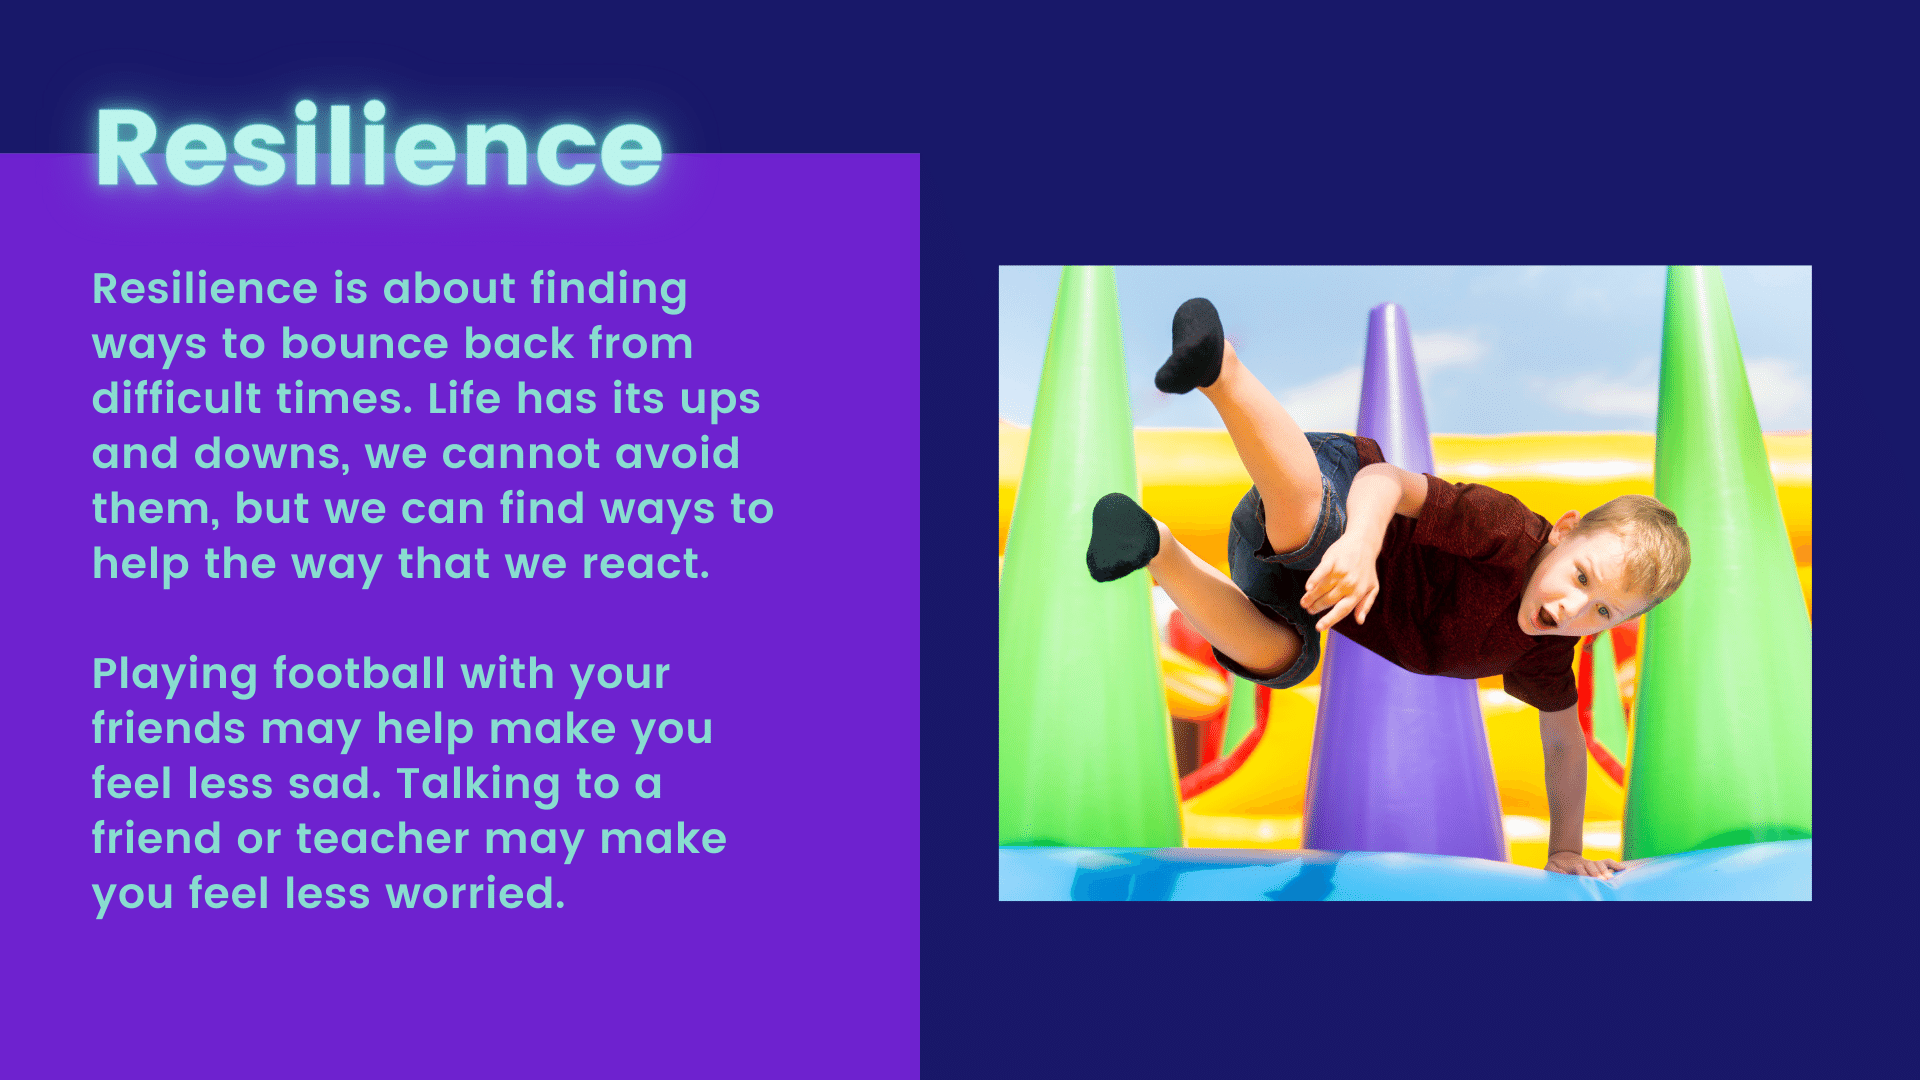 Resilience
Resilience is about finding
ways to bounce back from
difficult times. Life has its ups
and downs, we cannot avoid
them, but we can find ways to
help the way that we react.
Playing football with your
friends may help make you
feel less sad. Talking to a
friend or teacher may make
you feel less worried.